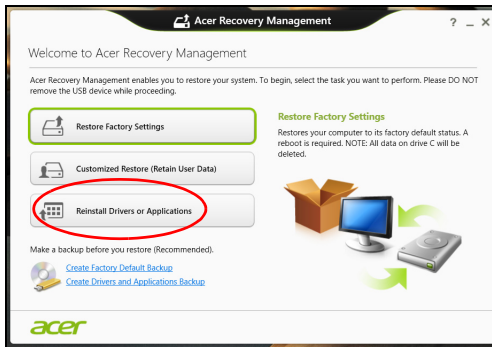 Acer Recovery Management
? _ X
Welcome to Acer Recovery Management
Acer Recovery Management enables you to restore your system. To begin, select the task you want to perform. Please DO NOT
remove the USB device while proceeding.
Restore Factory Settings
Customized Restore (Retain User Data)
Reinstall Drivers or Applications
Restore Factory Settings
Restores your computer to its factory default status. A
reboot is required. NOTE: All data on drive C will be
deleted.
Make a backup before you restore (Recommended).
Create Factory Default Backup
Create Drivers and Applications Backup
acer